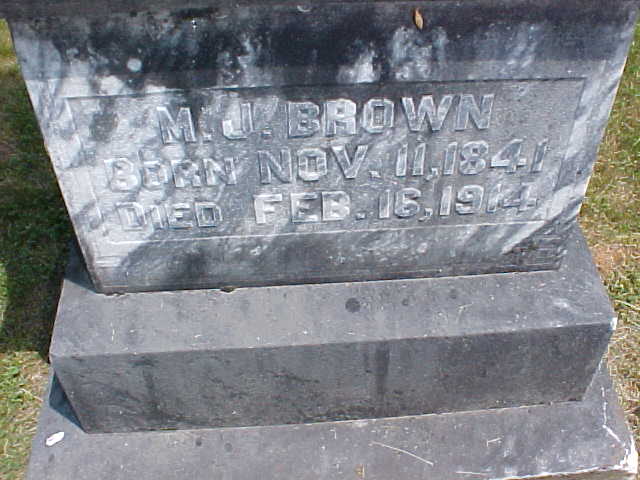 M. J. BROWN
BORN NOV. 11, 1841
DIED FEB. 16, 1914.